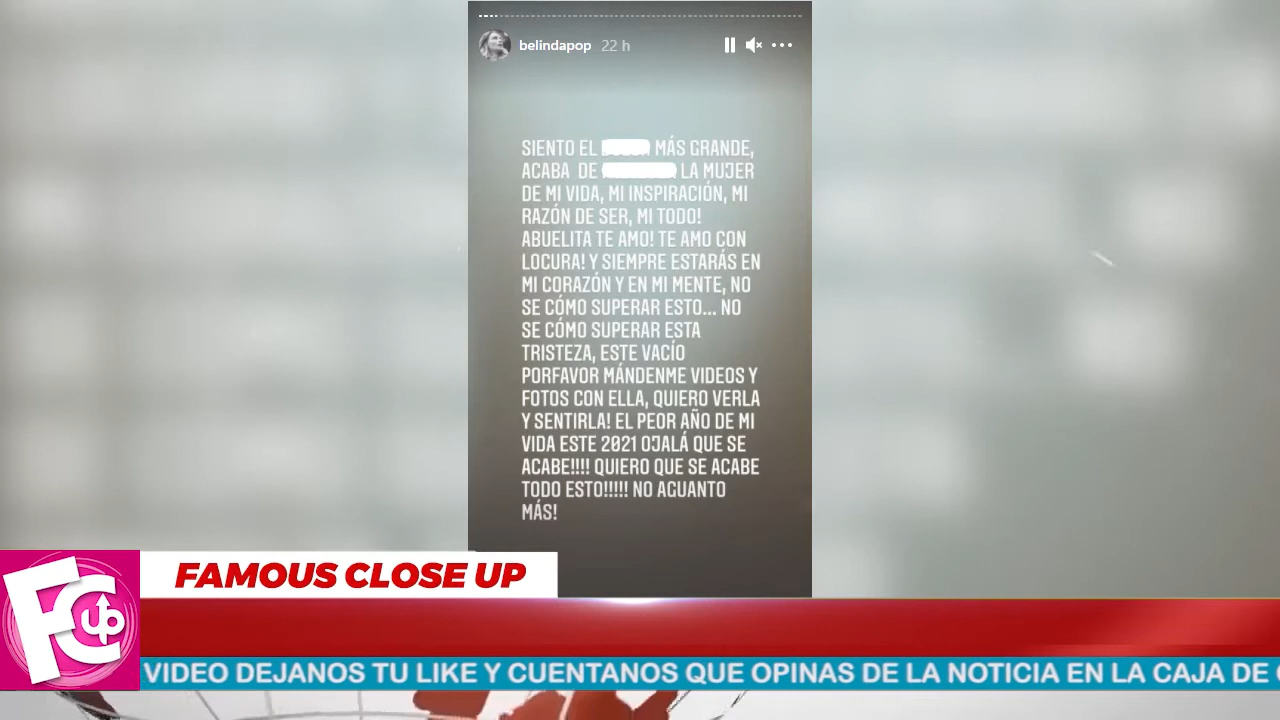 belindapop 22 h
SIENTO EL MÁS GRANDE,
ACABA DE LA MUJER
DE MI VIDA, MI INSPIRACIÓN, MI
RAZÓN DE SER, MI TODO!
ABUELITA TE AMO! TE AMO CON
LOCURA! Y SIEMPRE ESTARÁS EN
MI CORAZÓN Y EN MI MENTE, NO
SE CÓMO SUPERAR ESTO... NO
SE CÓMO SUPERAR ESTA
TRISTEZA, ESTE VACÍO
PORFAVOR MÁNDENME VIDEOS Y
FOTOS CON ELLA, QUIERO VERLA
Y SENTIRLA! EL PEOR AÑO DE MI
VIDA ESTE 2021 OJALÁ QUE SE
ACABE!!!! QUIERO QUE SE ACABE
TODO ESTO!!!!! NO AGUANTO
MÁS!
FAMOUS CLOSE UP
FC up
VIDEO DEJANOS TU LIKE Y CUENTANOS QUE OPINAS DE LA NOTICIA EN LA CAJA DE